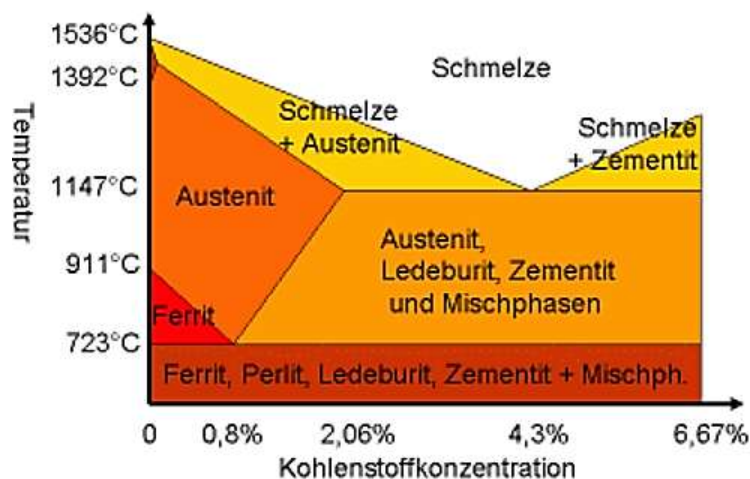 1536°C
1392°C
Schmelze
Schmelze
+ Austenit
Schmelze
+ Zementit
Temperatur
1147°C
Austenit
Austenit,
Ledeburit, Zementit
und Mischphasen
911°C
Ferrit
723°C
Ferrit, Perlit, Ledeburit, Zementit + Mischph.
0 0,8% 2,06% 4,3% 6,67%
Kohlenstoffkonzentration